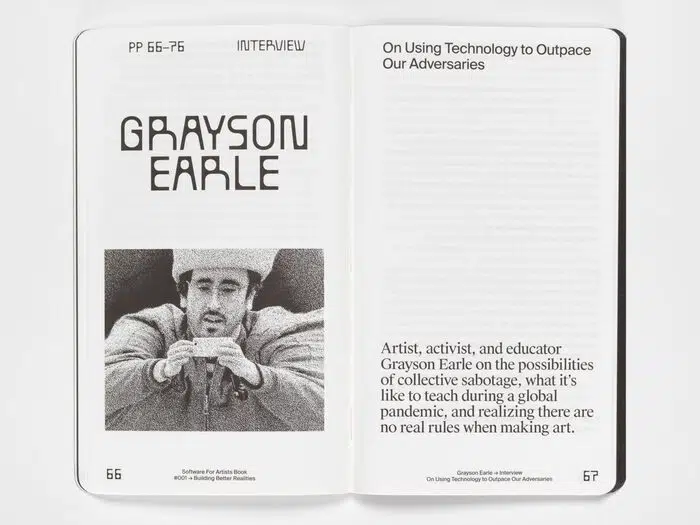 PP 66–76
INTERVIEW
GRAYSON
EARLE
66
Software For Artists Book
#001 → Building Better Realities
On Using Technology to Outpace
Our Adversaries
Artist, activist, and educator
Grayson Earle on the possibilities
of collective sabotage, what it's
like to teach during a global
pandemic, and realizing there are
no real rules when making art.
Grayson Earle → Interview
On Using Technology to Outpace Our Adversaries
67